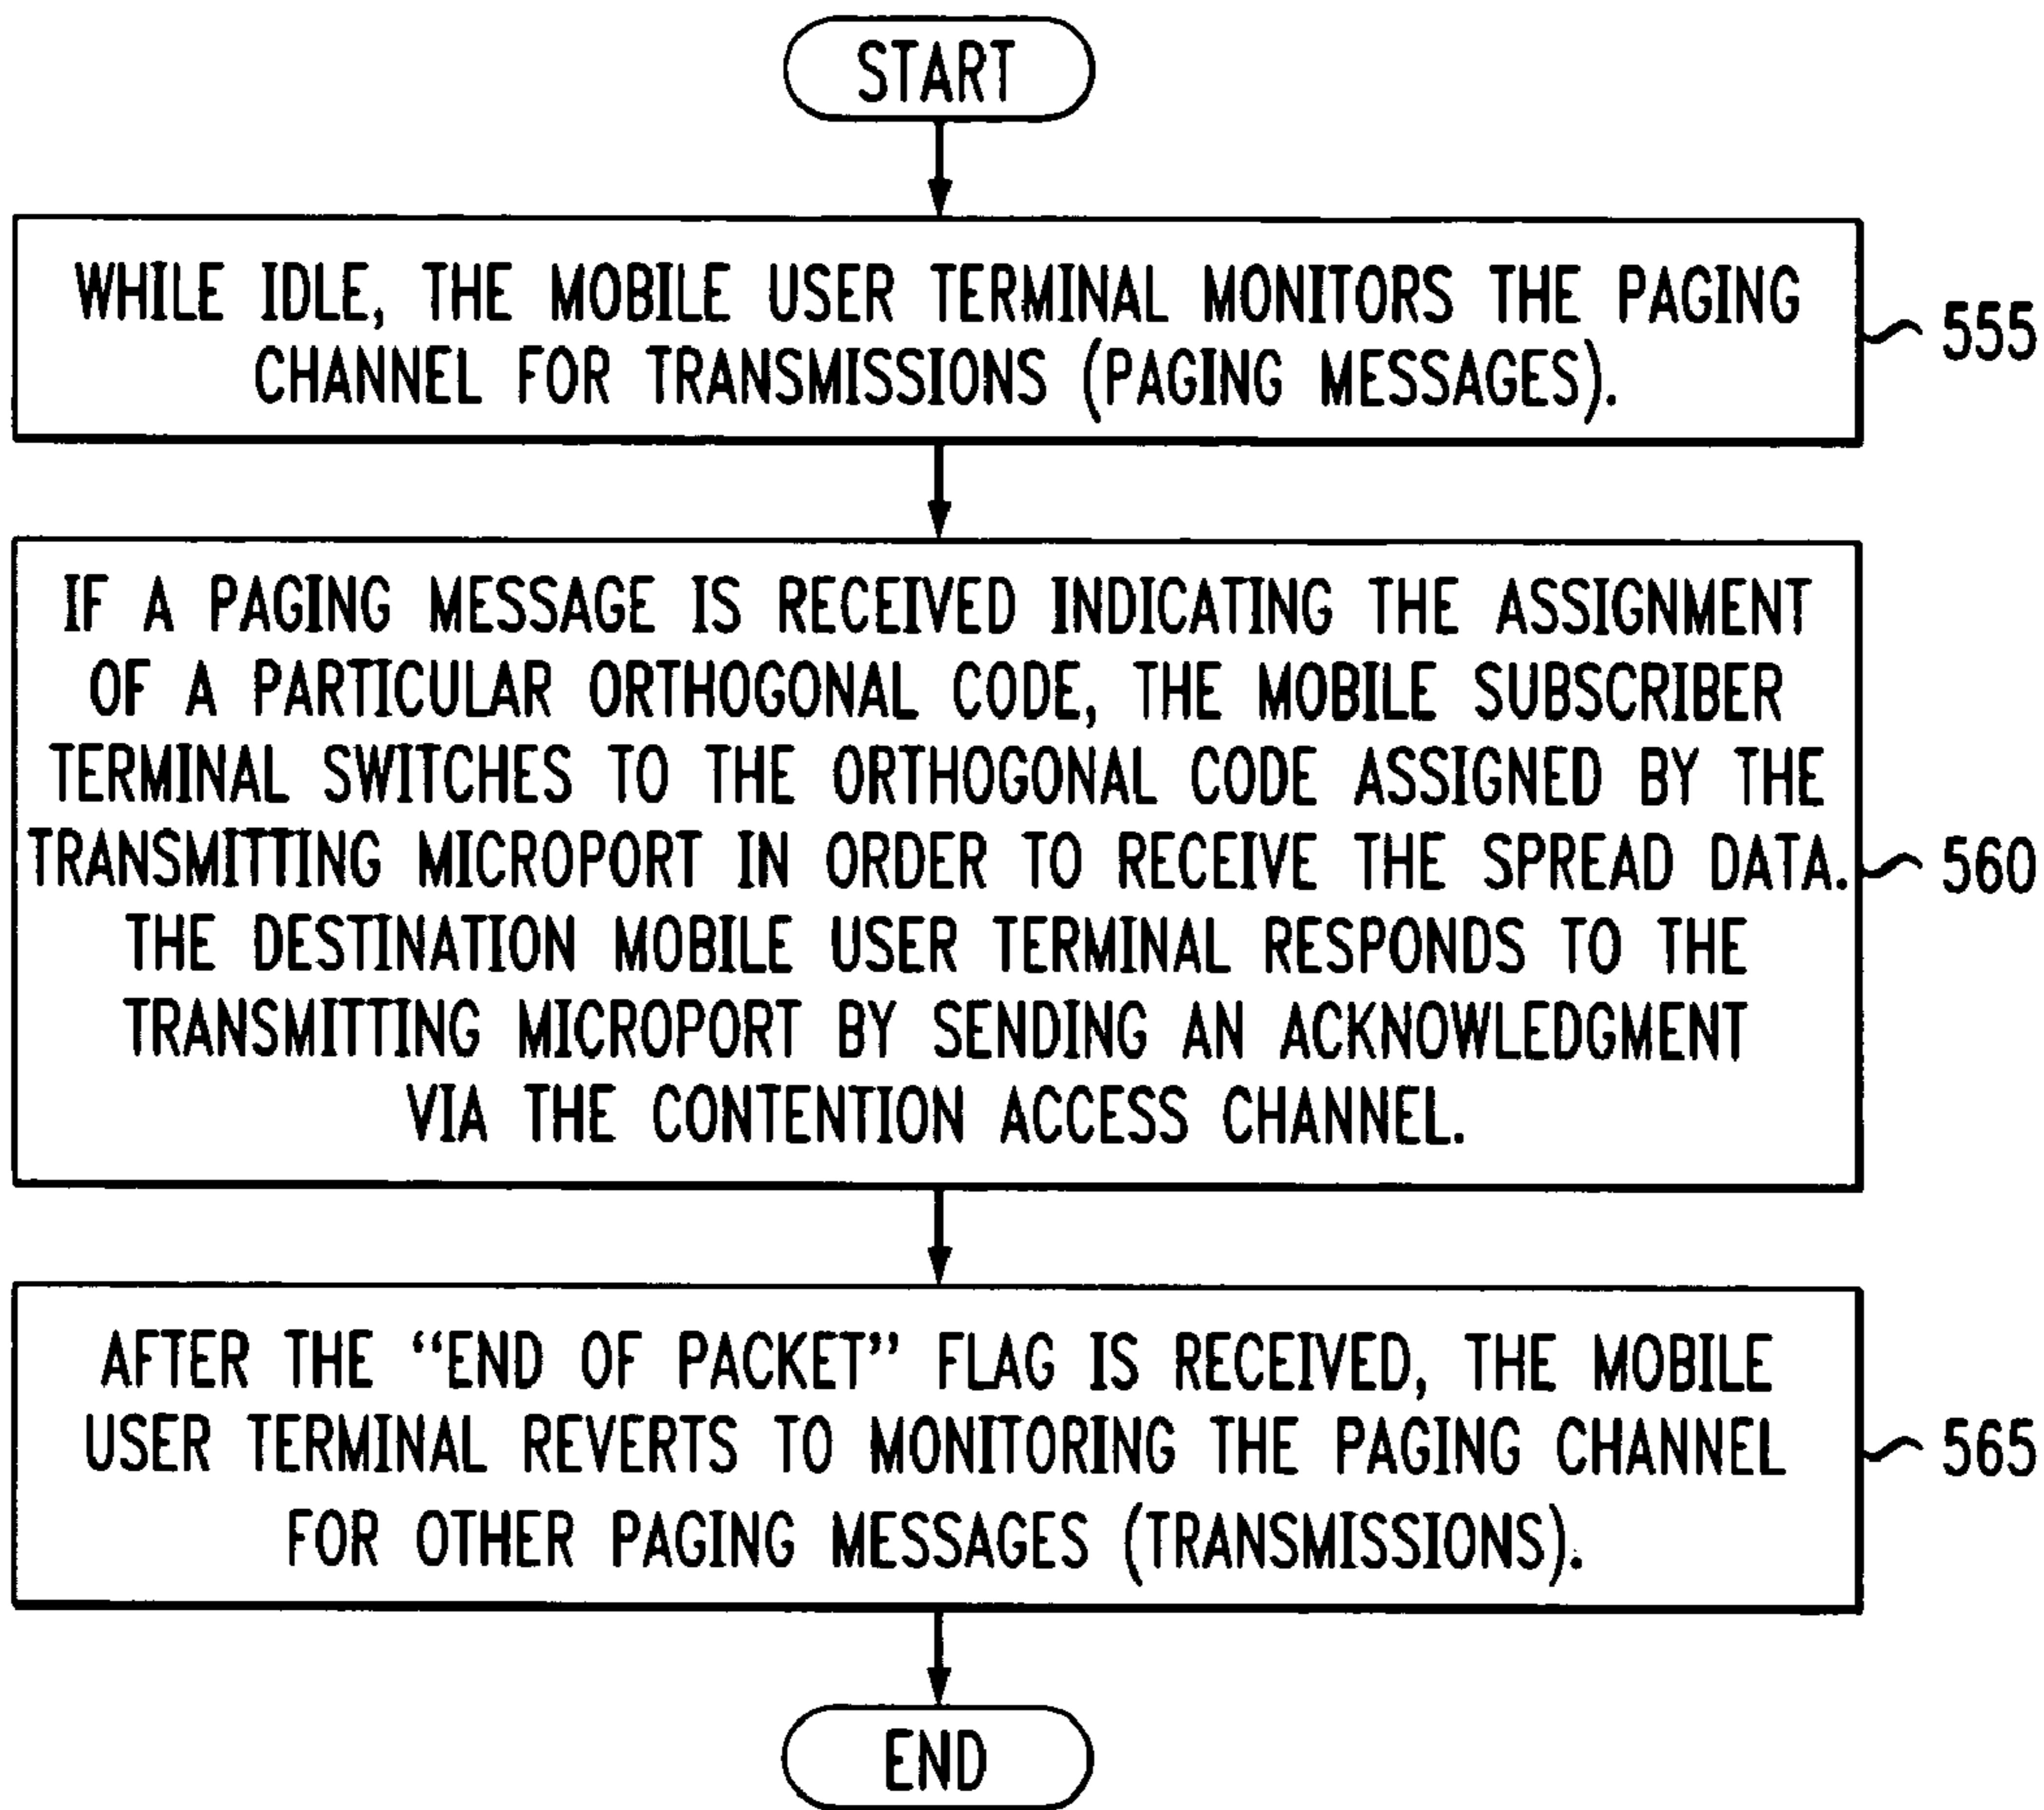 START
WHILE IDLE, THE MOBILE USER TERMINAL MONITORS THE PAGING
CHANNEL FOR TRANSMISSIONS (PAGING MESSAGES).
555
IF A PAGING MESSAGE IS RECEIVED INDICATING THE ASSIGNMENT
OF A PARTICULAR ORTHOGONAL CODE, THE MOBILE SUBSCRIBER
TERMINAL SWITCHES TO THE ORTHOGONAL CODE ASSIGNED BY THE
TRANSMITTING MICROPORT IN ORDER TO RECEIVE THE SPREAD DATA.
THE DESTINATION MOBILE USER TERMINAL RESPONDS TO THE
TRANSMITTING MICROPORT BY SENDING AN ACKNOWLEDGMENT
VIA THE CONTENTION ACCESS CHANNEL.
560
AFTER THE “END OF PACKET” FLAG IS RECEIVED, THE MOBILE
USER TERMINAL REVERTS TO MONITORING THE PAGING CHANNEL
FOR OTHER PAGING MESSAGES (TRANSMISSIONS).
565
END